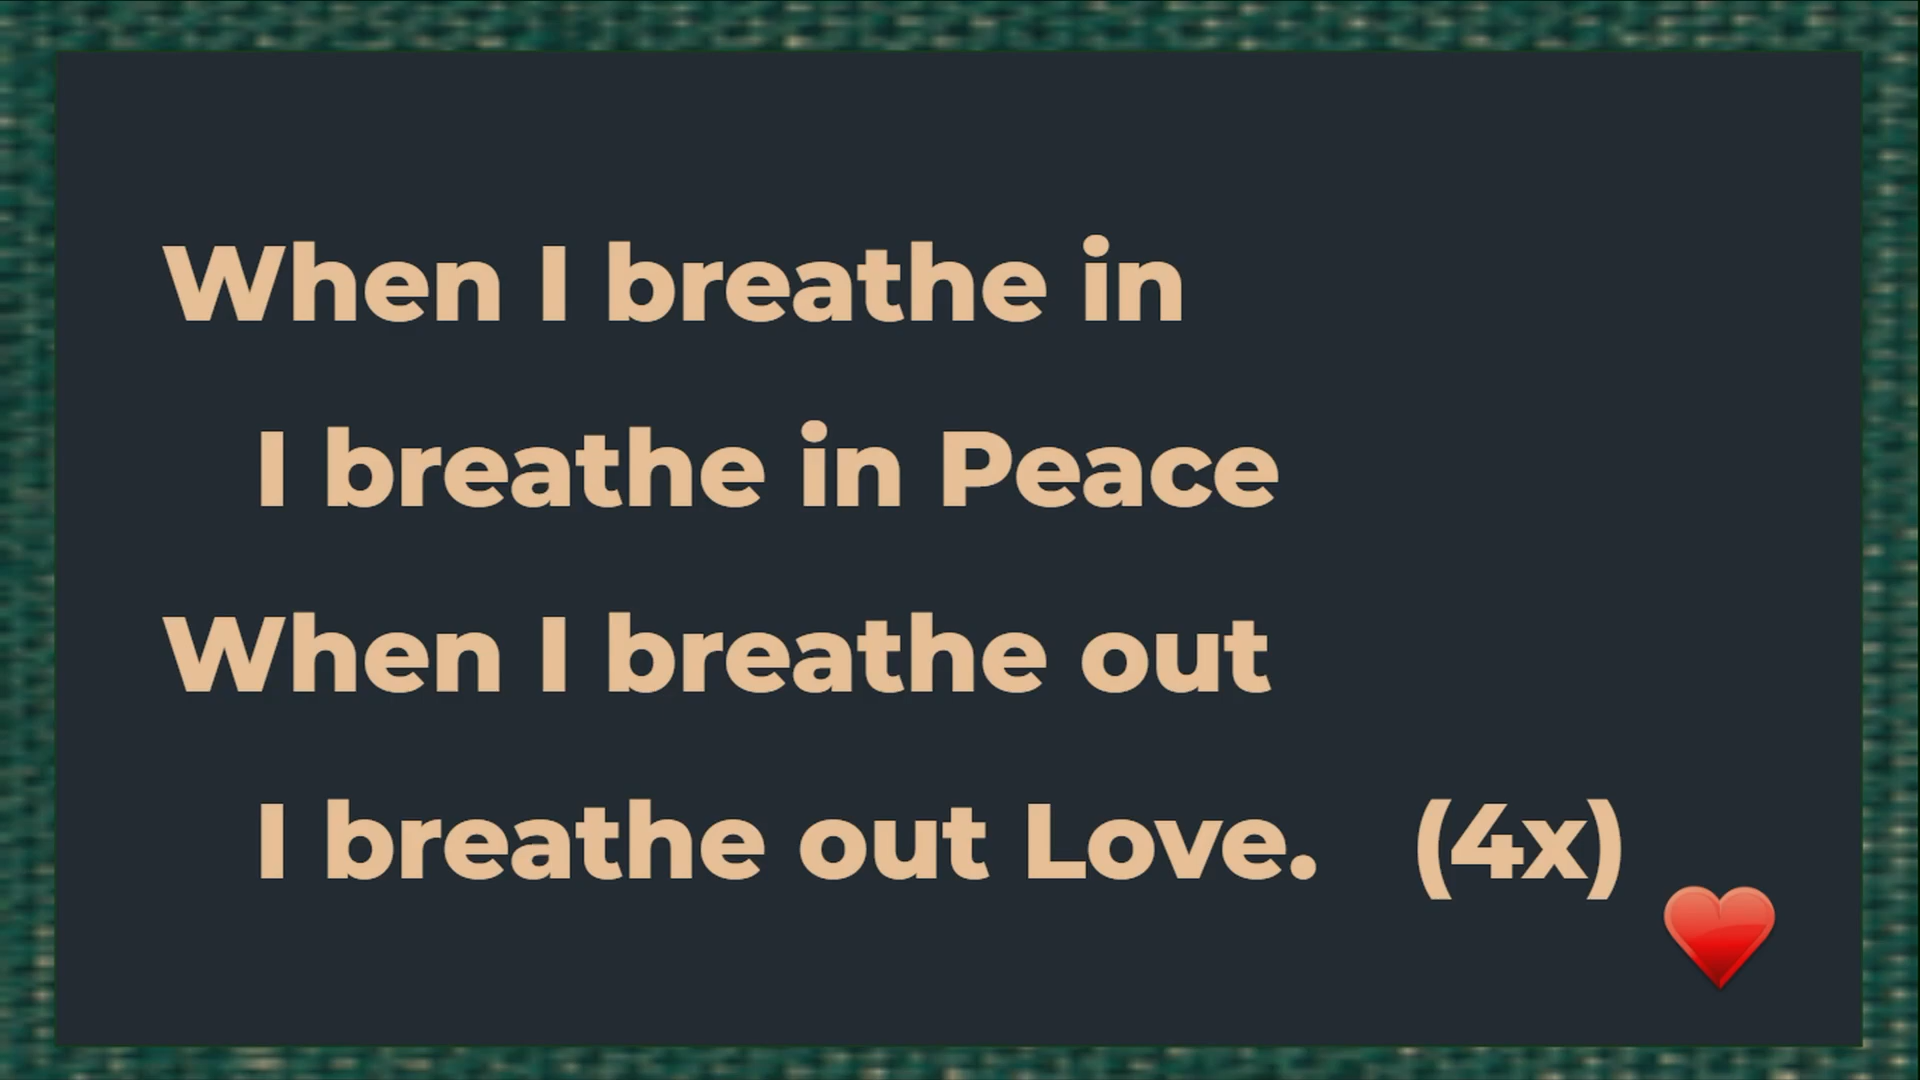 When I breathe in
I breathe in Peace
When I breathe out
I breathe out Love. (4x)